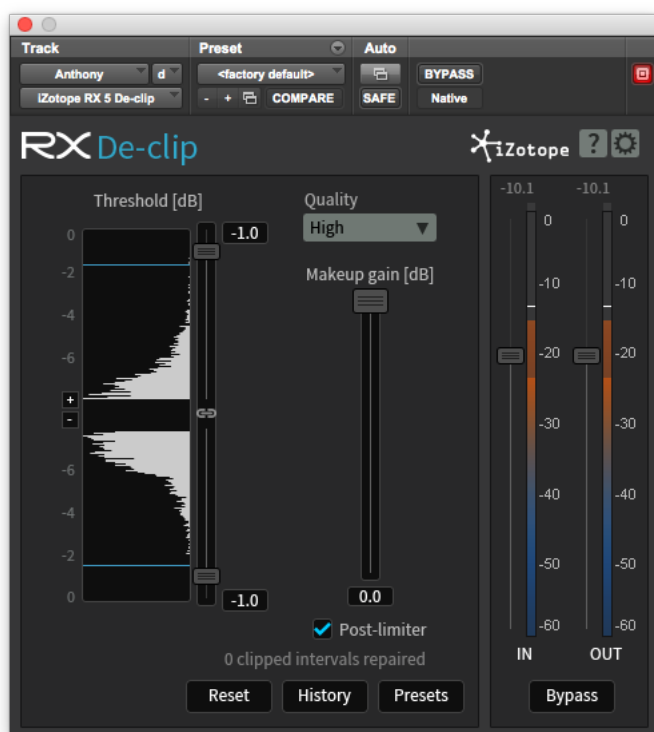 Track Preset Auto
Anthony d <factory default> BYPASS
iZotope RX 5 De-clip - + COMPARE SAFE Native
RX De-clip iZotope ?
Threshold [dB] Quality
High
-1.0
Makeup gain [dB]
0
-2
-4
-6
+
-
-6
-4
-2
0
-1.0
0.0
Post-limiter
0 clipped intervals repaired
Reset History Presets
-10.1 -10.1
0 0
-10 -10
-20 -20
-30 -30
-40 -40
-50 -50
-60 -60
IN OUT
Bypass